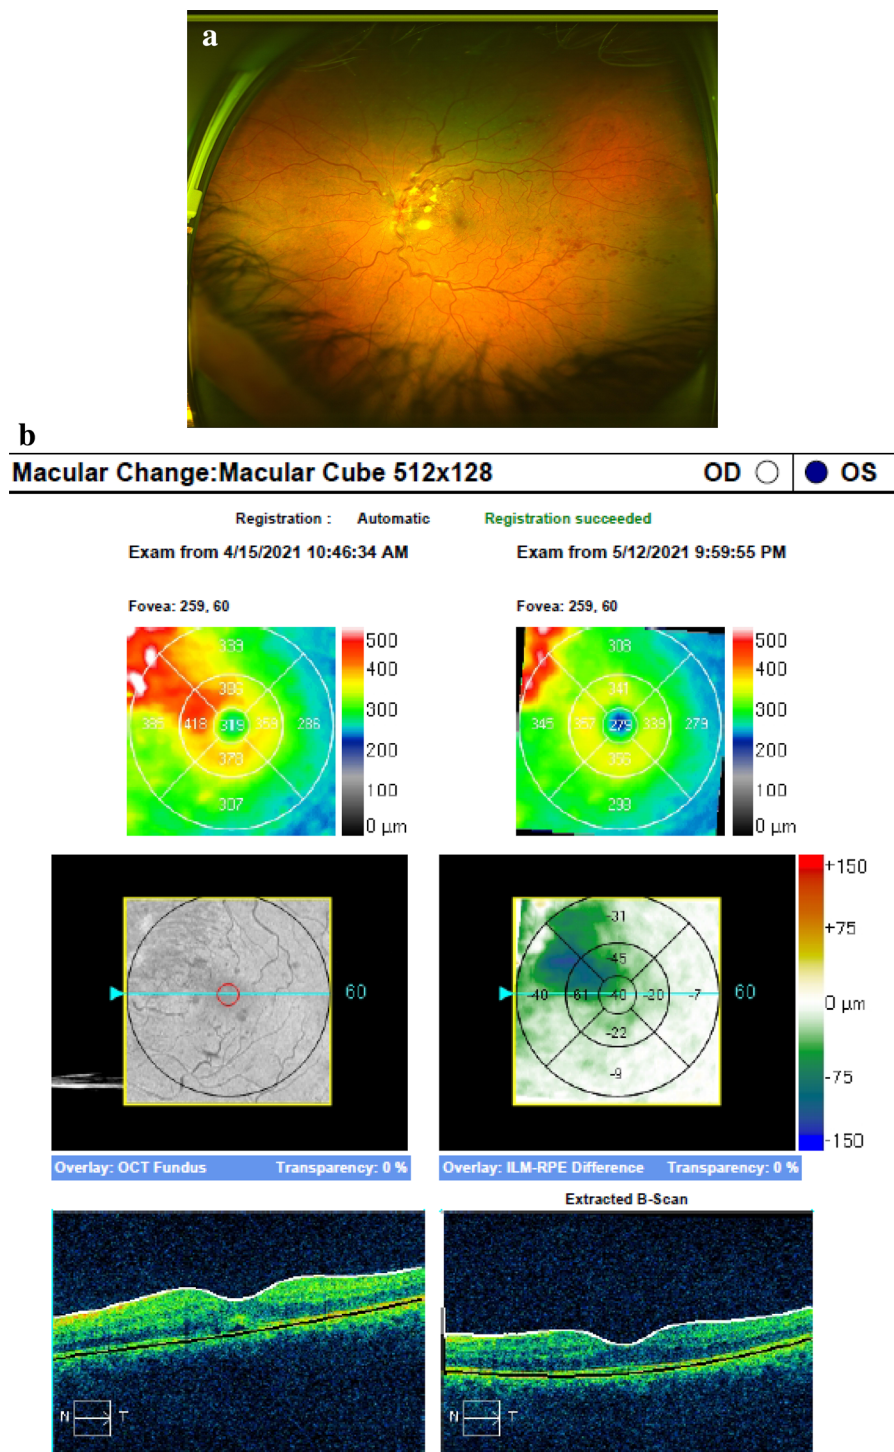 a
b
Macular Change:Macular Cube 512x128 OD OS
Registration : Automatic Registration succeeded
Exam from 4/15/2021 10:46:34 AM Exam from 5/12/2021 9:59:55 PM
Fovea: 259, 60 Fovea: 259, 60
500 500
339 308
400 400
341
300 300
418 319 359 286 345 357 279 339 279
200 200
378
100 100
307 293
0 µm 0 µm
+150
-31
+75
-45
60 -40 -61 -40 -20 -7 60 0 µm
-22
-75
-9
-150
Overlay: OCT Fundus Transparency: 0 % Overlay: ILM-RPE Difference Transparency: 0 %
Extracted B-Scan
N T N T